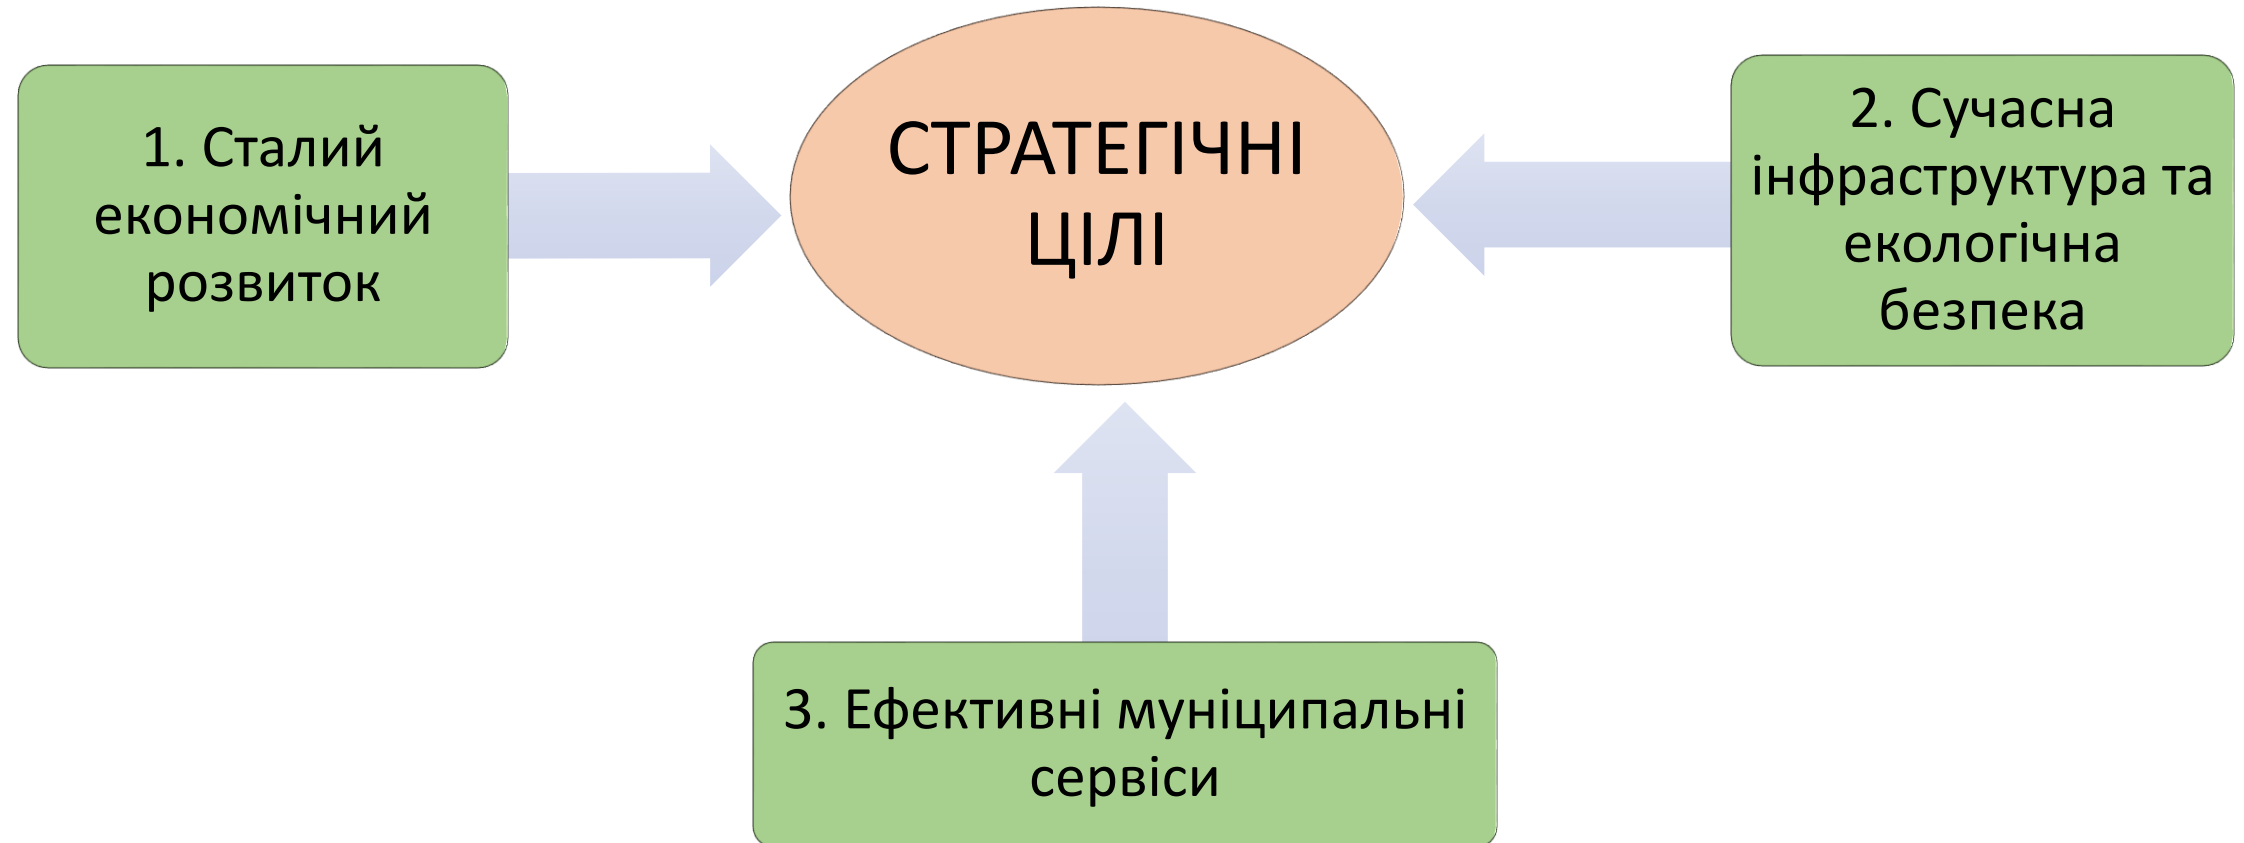 1. Сталий
економічний
розвиток
СТРАТЕГІЧНІ
ЦІЛІ
2. Сучасна
інфраструктура та
екологічна
безпека
3. Ефективні муніципальні
сервіси